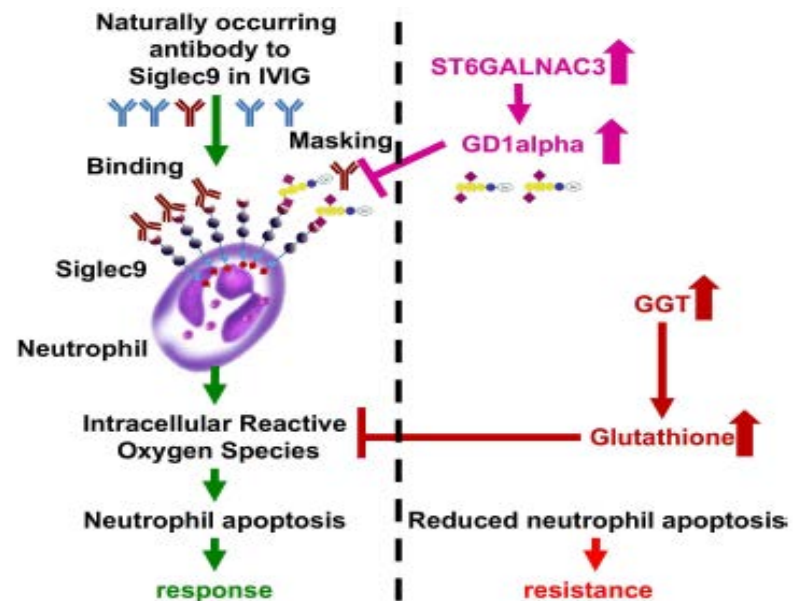 Naturally occurring
antibody to
Siglec9 in IVIG
Masking
Binding
Siglec9
Neutrophil
Intracellular Reactive
Oxygen Species
Neutrophil apoptosis
response
ST6GALNAC3
GD1alpha
GGT
Glutathione
Reduced neutrophil apoptosis
resistance